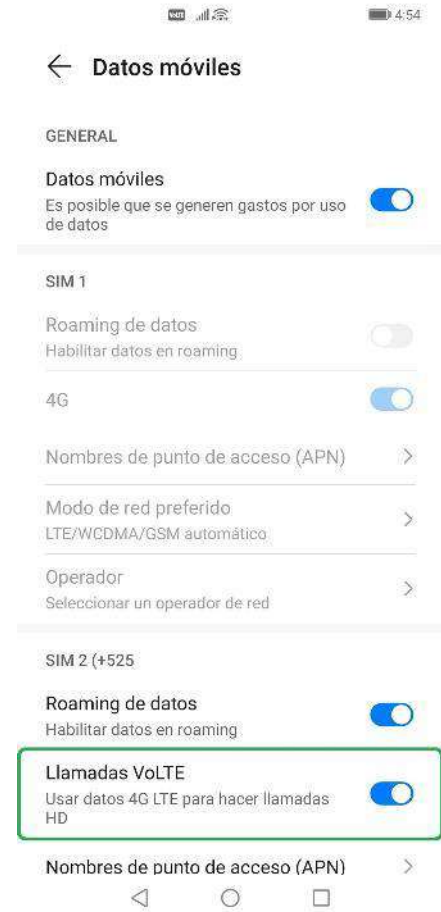 VoLTE
4:54
Datos móviles
GENERAL
Datos móviles
Es posible que se generen gastos por uso
de datos
SIM 1
Roaming de datos
Habilitar datos en roaming
4G
Nombres de punto de acceso (APN)
Modo de red preferido
LTE/WCDMA/GSM automático
Operador
Seleccionar un operador de red
SIM 2 (+525
Roaming de datos
Habilitar datos en roaming
Llamadas VoLTE
Usar datos 4G LTE para hacer llamadas
HD
Nombres de punto de acceso (APN)